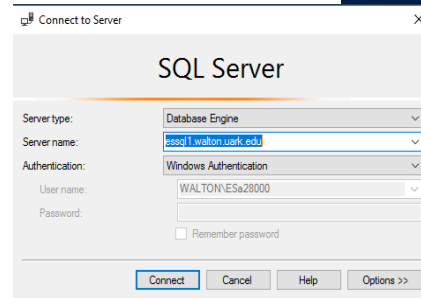 Connect to Server
SQL Server
Server type: Database Engine
Server name: essql1.walton.uark.edu
Authentication: Windows Authentication
User name: WALTON\ESa28000
Password:
Remember password
Connect Cancel Help Options >>